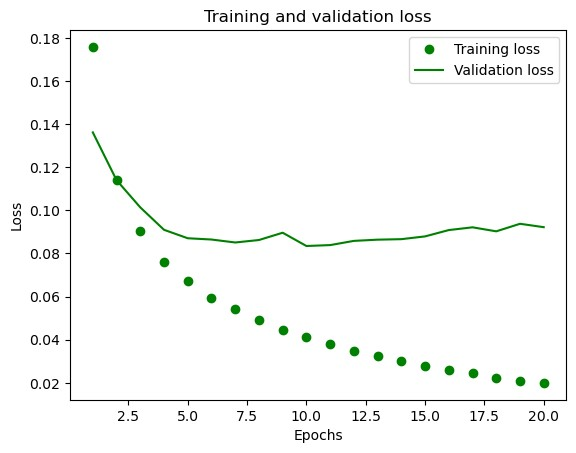 Training and validation loss
Training loss
Validation loss
0.18
0.16
0.14
0.12
0.10
0.08
0.06
0.04
0.02
Loss
2.5 5.0 7.5 10.0 12.5 15.0 17.5 20.0
Epochs